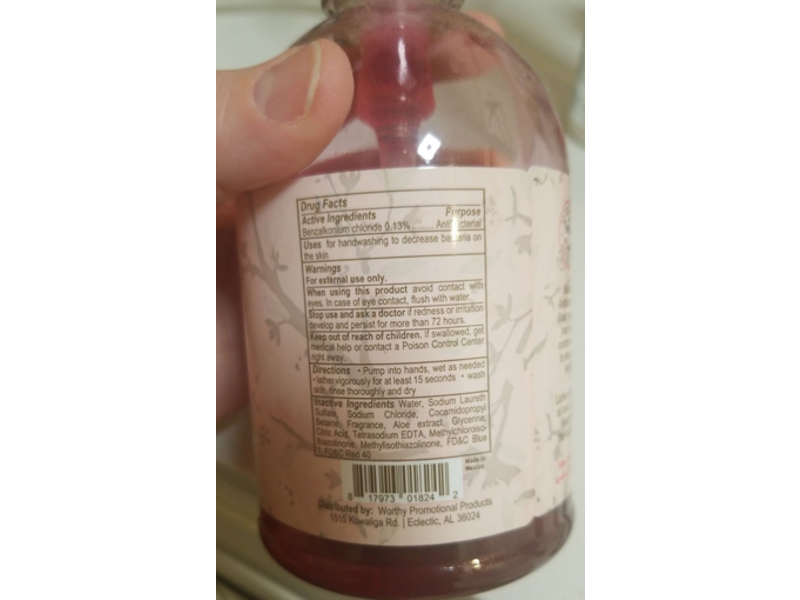 Drug Facts
Active Ingredients Purpose
Benzalkonium chloride 0.13%........ Antibacterial
Uses for handwashing to decrease bacteria on
the skin
Warnings
For external use only.
When using this product avoid contact with
eyes. In case of eye contact, flush with water.
Stop use and ask a doctor if redness or irritation
develop and persist for more than 72 hours.
Keep out of reach of children. If swallowed, get
medical help or contact a Poison Control Center
right away.
Directions • Pump into hands, wet as needed
• lather vigorously for at least 15 seconds • wash
skin, rinse thoroughly and dry
Inactive Ingredients Water, Sodium Laureth
Sulfate, Sodium Chloride, Cocamidopropyl
Betaine, Fragrance, Aloe extract, Glycerine,
Citric Acid, Tetrasodium EDTA, Methylchloroiso-
thiazolinone, Methylisothiazolinone, FD&C Blue
1, FD&C Red 40
Made in
Mexico
8 17973 01824 2
Distributed by: Worthy Promotional Products
1515 Kowaliga Rd. | Eclectic, AL 36024